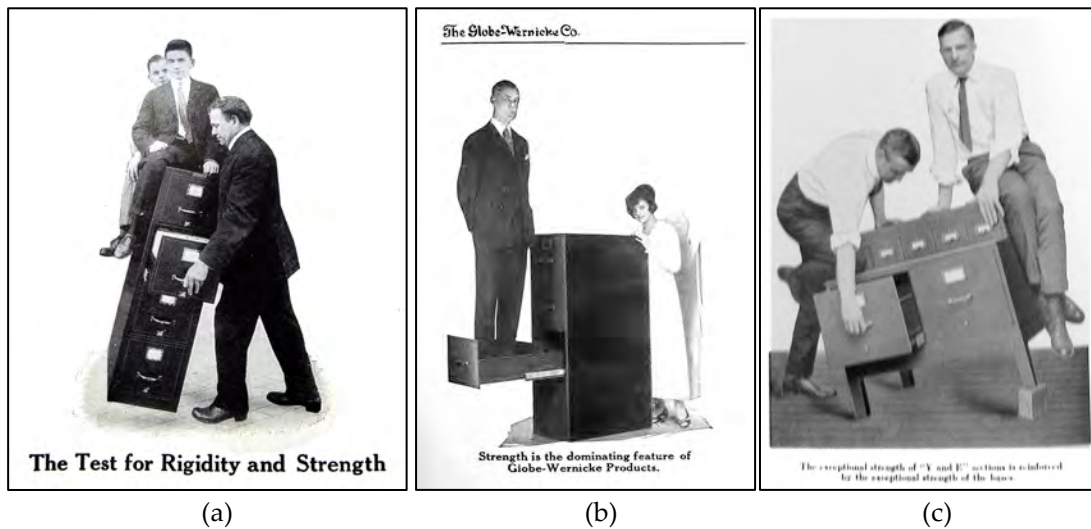 The Globe-Wernicke Co.
The Test for Rigidity and Strength
Strength is the dominating feature of
Globe-Wernicke Products.
The exceptional strength of "Y and E" sections is reinforced
by the exceptional strength of the bases.
(a)
(b)
(c)